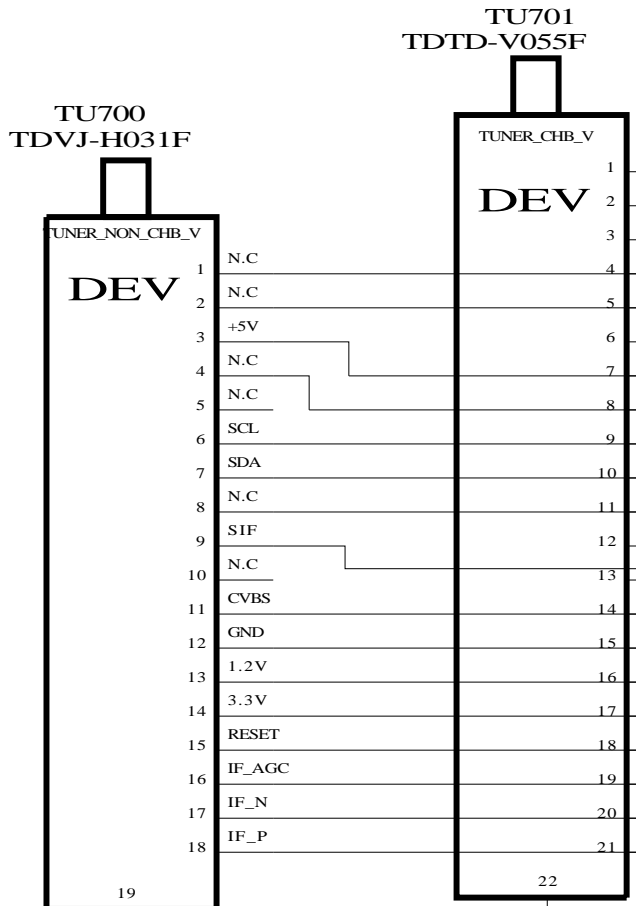 TU701
TDTD-V055F
TU700
TDVJ-H031F
TUNER_CHB_V
DEV
TUNER_NON_CHB_V
DEV
1
2
3
1 N.C 4
2 N.C 5
3 +5V 6
4 N.C 7
5 N.C 8
6 SCL 9
7 SDA 10
8 N.C 11
9 SIF 12
10 N.C 13
11 CVBS 14
12 GND 15
13 1.2V 16
14 3.3V 17
15 RESET 18
16 IF_AGC 19
17 IF_N 20
18 IF_P 21
19
22